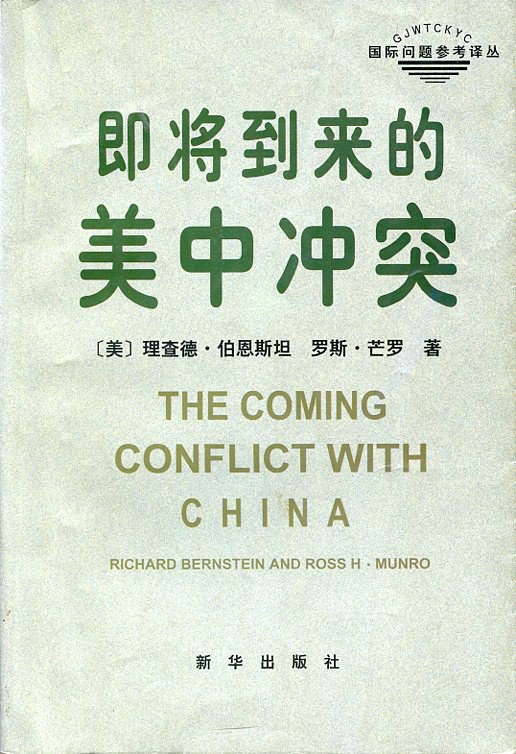 GJWTCKYC
国际问题参考译丛
即将到来的
美中冲突
〔美〕理查德·伯恩斯坦 罗斯·芒罗 著
THE COMING
CONFLICT WITH
CHINA
RICHARD BERNSTEIN AND ROSS H·MUNRO
新华出版社